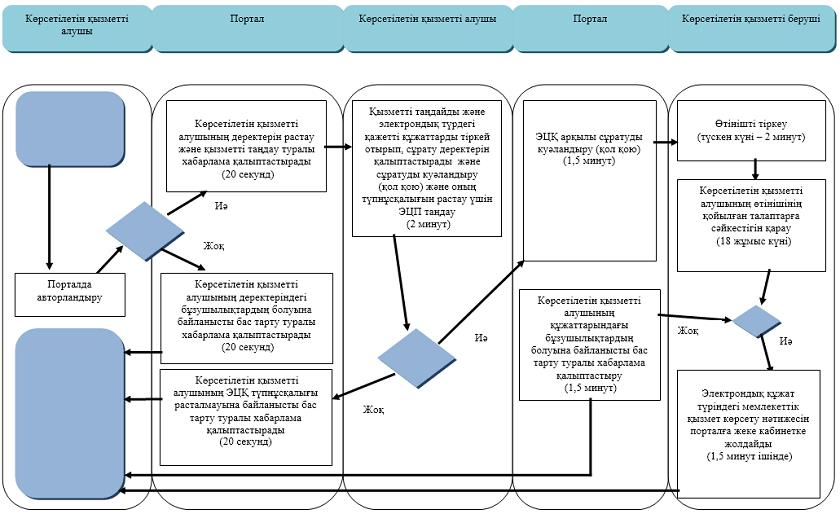 Көрсетілетін қызметті
алушы
Портал
Көрсетілетін қызметті алушы
Портал
Көрсетілетін қызметті беруші
Көрсетілетін қызметті
алушының деректерін растау
және қызметті таңдау туралы
хабарлама қалыптастырады
(20 секунд)
Қызметті таңдайды және
электрондық түрдегі
қажетті құжаттарды тіркей
отырып, сұрату деректерін
қалыптастырады және
сұратуды куәландыру
(қол қою) және оның
түпнұсқалығын растау үшін
ЭЦП таңдау
(2 минут)
ЭЦҚ арқылы сұратуды
куәландыру (қол қою)
(1,5 минут)
Өтінішті тіркеу
(түскен күні – 2 минут)
Көрсетілетін қызметті
алушының өтінішінің
қойылған талаптарға
сәйкестігін қарау
(18 жұмыс күні)
Иә
Жоқ
Порталда
авторландыру
Көрсетілетін қызметті
алушының деректеріндегі
бұзушылықтардың болуына
байланысты бас тарту туралы
хабарлама қалыптастырады
(20 секунд)
Көрсетілетін қызметті
алушының
құжаттарындағы
бұзушылықтардың
болуына байланысты бас
тарту туралы хабарлама
қалыптастыру
(1,5 минут)
Иә
Жоқ
Жоқ
Иә
Көрсетілетін қызметті
алушының ЭЦҚ түпнұсқалығы
расталмауына байланысты бас
тарту туралы хабарлама
қалыптастырады
(20 секунд)
Электрондық құжат
түріндегі мемлекеттік
қызмет көрсету нәтижесін
порталға жеке кабинетке
жолдайды
(1,5 минут ішінде)